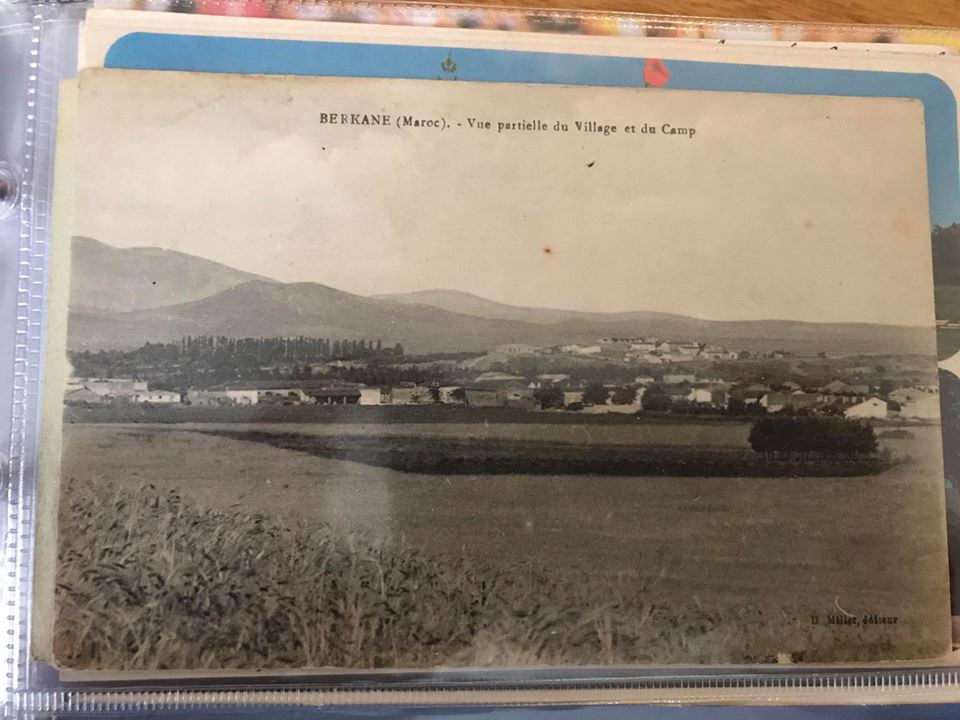 BERKANE (Maroc). - Vue partielle du Village et du Camp
D. Millet, éditeur